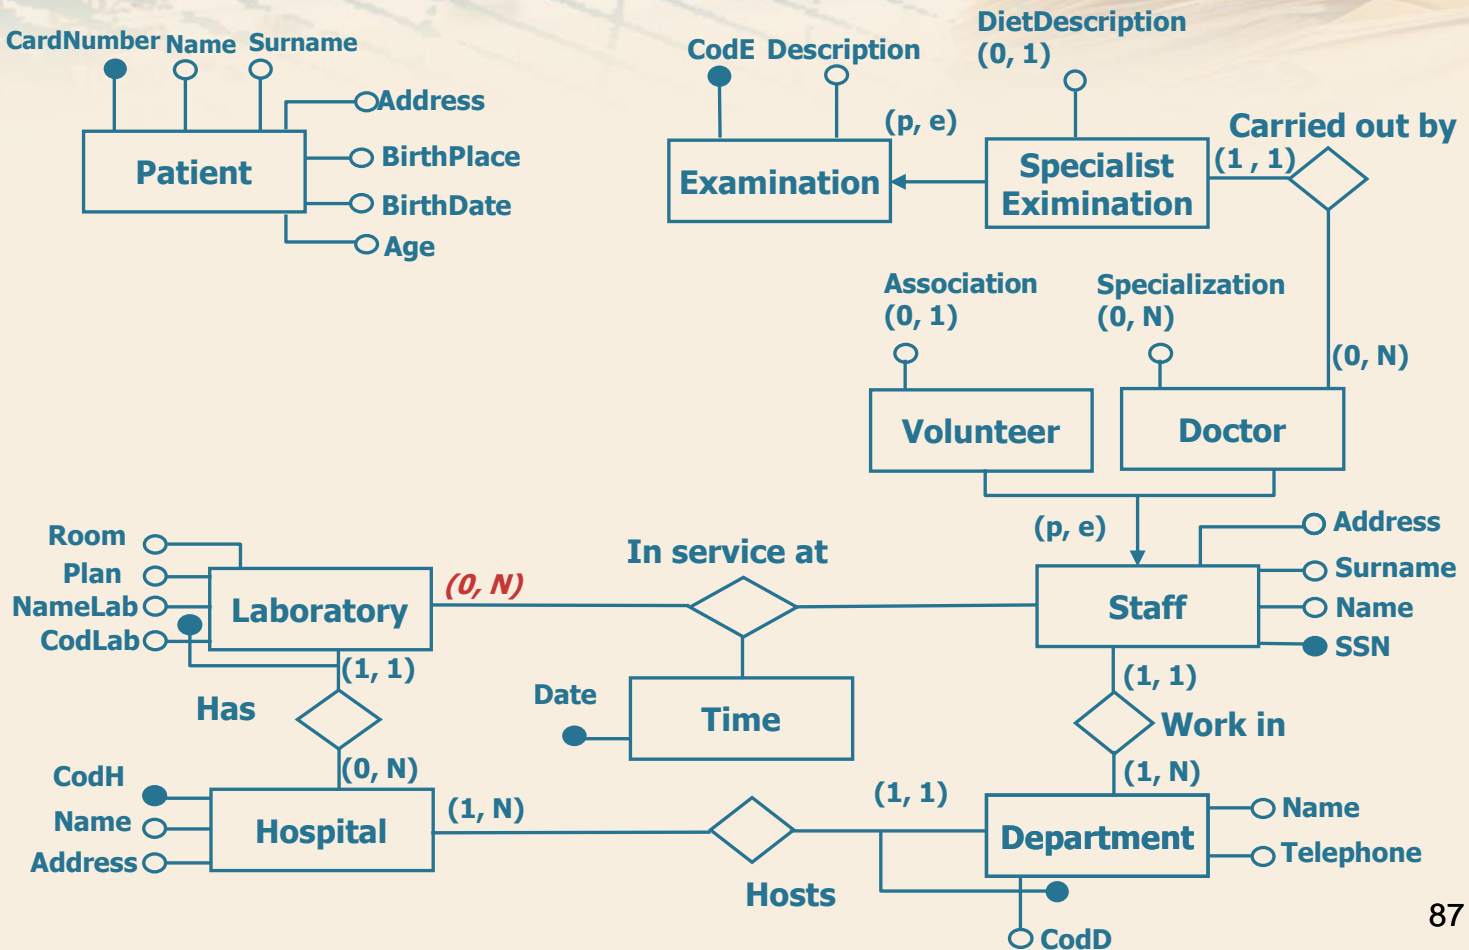 DietDescription
(0, 1)
CardNumber Name Surname
CodE Description
Address
(p, e)
Carried out by
Patient
BirthPlace
Examination
Specialist
Eximination
(1 , 1)
BirthDate
Age
Association
(0, 1)
Specialization
(0, N)
(0, N)
Volunteer
Doctor
Room
Plan
NameLab
CodLab
Laboratory
(0, N)
In service at
(p, e)
Address
Surname
Name
SSN
Staff
(1, 1)
Has
Date
Time
(1, 1)
Work in
(0, N)
(1, N)
CodH
Name
Address
Hospital
(1, N)
(1, 1)
Department
Name
Telephone
Hosts
CodD
87